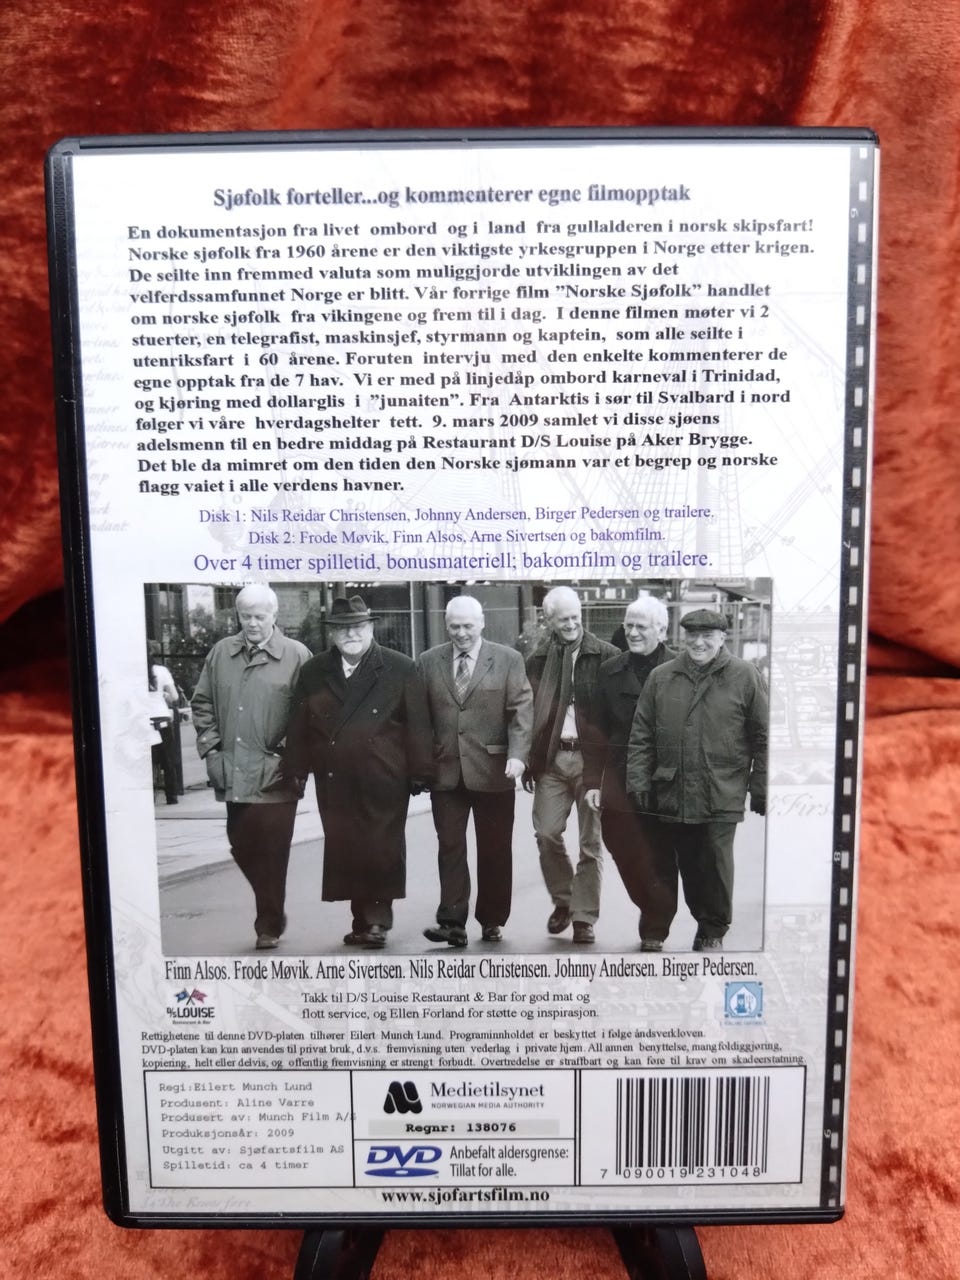 Sjøfolk forteller...og kommenterer egne filmopptak
En dokumentasjon fra livet ombord og i land fra gullalderen i norsk skipsfart!
Norske sjøfolk fra 1960 årene er den viktigste yrkesgruppen i Norge etter krigen.
De seilte inn fremmed valuta som muliggjorde utviklingen av det
velferdssamfunnet Norge er blitt. Vår forrige film ”Norske Sjøfolk” handlet
om norske sjøfolk fra vikingene og frem til i dag. I denne filmen møter vi 2
stuerter, en telegrafist, maskinsjef, styrmann og kaptein, som alle seilte i
utenriksfart i 60 årene. Foruten intervju med den enkelte kommenterer de
egne opptak fra de 7 hav. Vi er med på linjedåp ombord karneval i Trinidad,
og kjøring med dollarglis i ”junaiten”. Fra Antarktis i sør til Svalbard i nord
følger vi våre hverdagshelter tett. 9. mars 2009 samlet vi disse sjøens
adelsmenn til en bedre middag på Restaurant D/S Louise på Aker Brygge.
Det ble da mimret om den tiden den Norske sjømann var et begrep og norske
flagg vaiet i alle verdens havner.
Disk 1: Nils Reidar Christensen, Johnny Andersen, Birger Pedersen og trailere.
Disk 2: Frode Møvik, Finn Alsos, Arne Sivertsen og bakomfilm.
Over 4 timer spilletid, bonusmateriell; bakomfilm og trailere.
Finn Alsos. Frode Møvik. Arne Sivertsen. Nils Reidar Christensen. Johnny Andersen. Birger Pedersen.
D/S LOUISE
Restaurant & Bar
Takk til D/S Louise Restaurant & Bar for god mat og
flott service, og Ellen Forland for støtte og inspirasjon.
Rettighetene til denne DVD-platen tilhører Eilert Munch Lund. Programinnholdet er beskyttet i følge åndsverkloven.
DVD-platen kan kun anvendes til privat bruk, d.v.s. fremvisning uten vederlag i private hjem. All annen benyttelse, mangfoldiggjøring,
kopiering, helt eller delvis, og offentlig fremvisning er strengt forbudt. Overtredelse er straffbart og kan føre til krav om skadeerstatning.
Regi:Eilert Munch Lund
Produsent: Aline Varre
Produsert av: Munch Film A/S
Produksjonsår: 2009
Utgitt av: Sjøfartsfilm AS
Spilletid: ca 4 timer
Medietilsynet
NORWEGIAN MEDIA AUTHORITY
Regnr: 138076
DVD
Anbefalt aldersgrense:
Tillat for alle.
7 090019 231048
www.sjofartsfilm.no
6
7
8
9